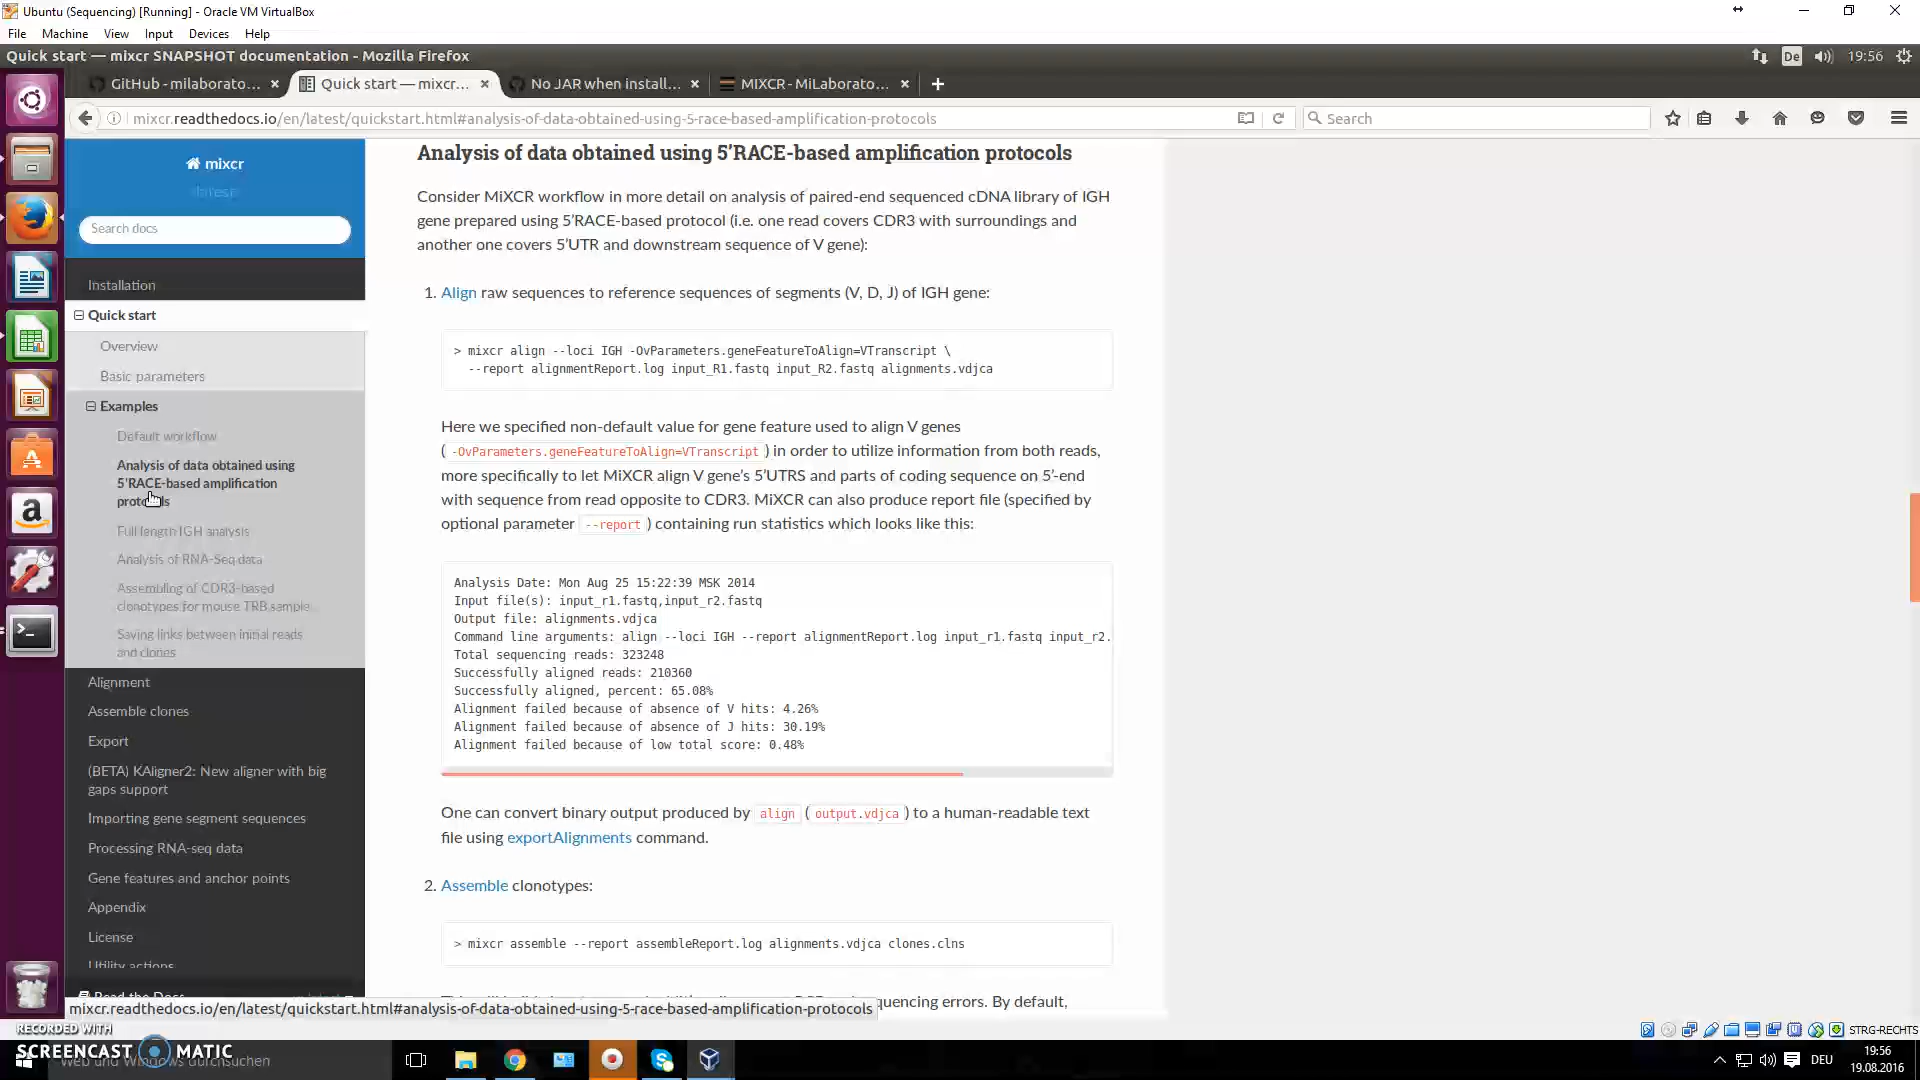 Ubuntu (Sequencing) [Running] - Oracle VM VirtualBox
File Machine View Input Devices Help
Quick start — mixcr SNAPSHOT documentation - Mozilla Firefox
De 19:56
GitHub - milaborato... × Quick start — mixcr... × No JAR when install... × MIXCR - MiLaborato... ×
mixcr.readthedocs.io/en/latest/quickstart.html#analysis-of-data-obtained-using-5-race-based-amplification-protocols
Search
mixcr
latest
Search docs
Installation
Quick start
Overview
Basic parameters
Examples
Default workflow
Analysis of data obtained using
5'RACE-based amplification
protocols
Full length IGH analysis
Analysis of RNA-Seq data
Assembling of CDR3-based
clonotypes for mouse TRB sample
Saving links between initial reads
and clones
Alignment
Assemble clones
Export
(BETA) KAligner2: New aligner with big
gaps support
Importing gene segment sequences
Processing RNA-seq data
Gene features and anchor points
Appendix
License
Utility actions
Read the Docs
Analysis of data obtained using 5’RACE-based amplification protocols
Consider MiXCR workflow in more detail on analysis of paired-end sequenced cDNA library of IGH
gene prepared using 5’RACE-based protocol (i.e. one read covers CDR3 with surroundings and
another one covers 5’UTR and downstream sequence of V gene):
1. Align raw sequences to reference sequences of segments (V, D, J) of IGH gene:
> mixcr align --loci IGH -OvParameters.geneFeatureToAlign=VTranscript \
--report alignmentReport.log input_R1.fastq input_R2.fastq alignments.vdjca
Here we specified non-default value for gene feature used to align V genes
( -OvParameters.geneFeatureToAlign=VTranscript ) in order to utilize information from both reads,
more specifically to let MiXCR align V gene’s 5’UTRS and parts of coding sequence on 5’-end
with sequence from read opposite to CDR3. MiXCR can also produce report file (specified by
optional parameter --report ) containing run statistics which looks like this:
Analysis Date: Mon Aug 25 15:22:39 MSK 2014
Input file(s): input_r1.fastq,input_r2.fastq
Output file: alignments.vdjca
Command line arguments: align --loci IGH --report alignmentReport.log input_r1.fastq input_r2.
Total sequencing reads: 323248
Successfully aligned reads: 210360
Successfully aligned, percent: 65.08%
Alignment failed because of absence of V hits: 4.26%
Alignment failed because of absence of J hits: 30.19%
Alignment failed because of low total score: 0.48%
One can convert binary output produced by align ( output.vdjca ) to a human-readable text
file using exportAlignments command.
2. Assemble clonotypes:
> mixcr assemble --report assembleReport.log alignments.vdjca clones.clns
quencing errors. By default,
mixcr.readthedocs.io/en/latest/quickstart.html#analysis-of-data-obtained-using-5-race-based-amplification-protocols
STRG-RECHTS
RECORDED WITH
SCREENCAST MATIC
Web und Windows durchsuchen
DEU
19:56
19.08.2016